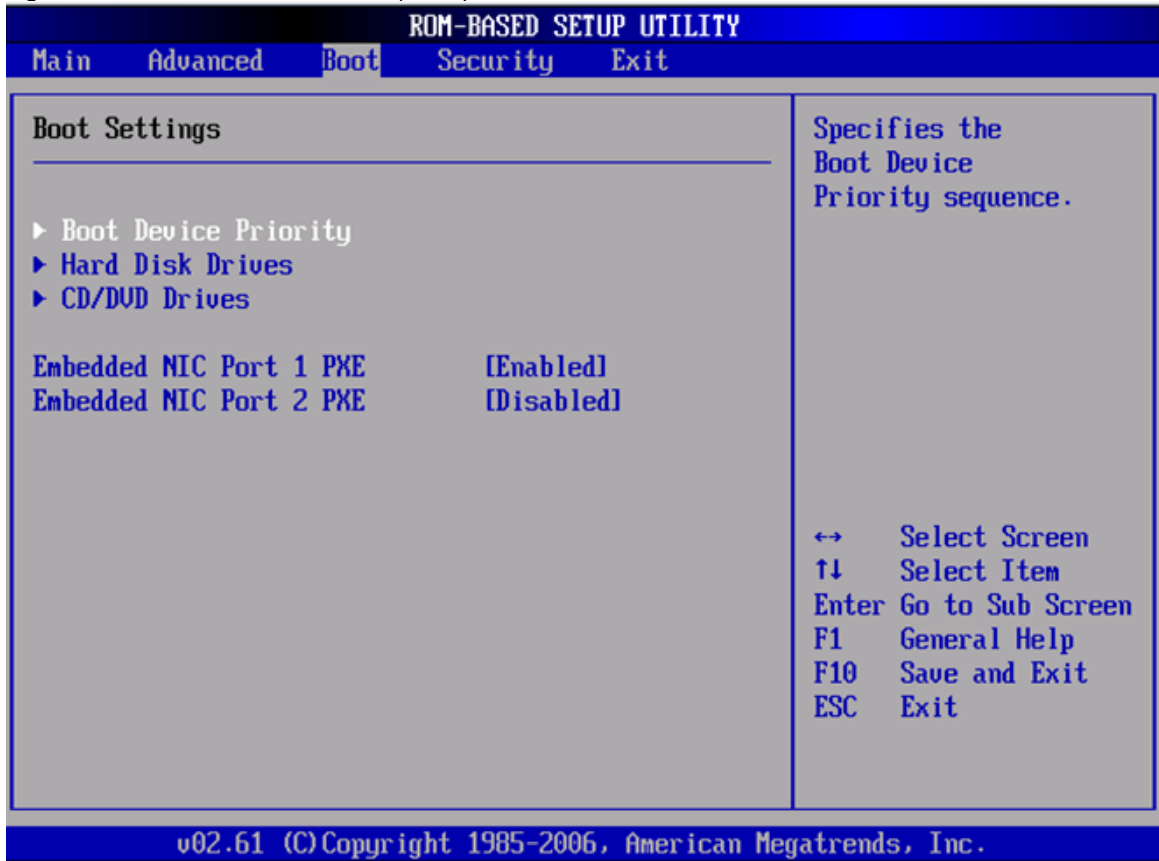 ROM-BASED SETUP UTILITY
Main Advanced Boot Security Exit
Boot Settings
Boot Device Priority
Hard Disk Drives
CD/DVD Drives
Embedded NIC Port 1 PXE [Enabled]
Embedded NIC Port 2 PXE [Disabled]
Specifies the
Boot Device
Priority sequence.
←→ Select Screen
↑↓ Select Item
Enter Go to Sub Screen
F1 General Help
F10 Save and Exit
ESC Exit
v02.61 (C)Copyright 1985-2006, American Megatrends, Inc.